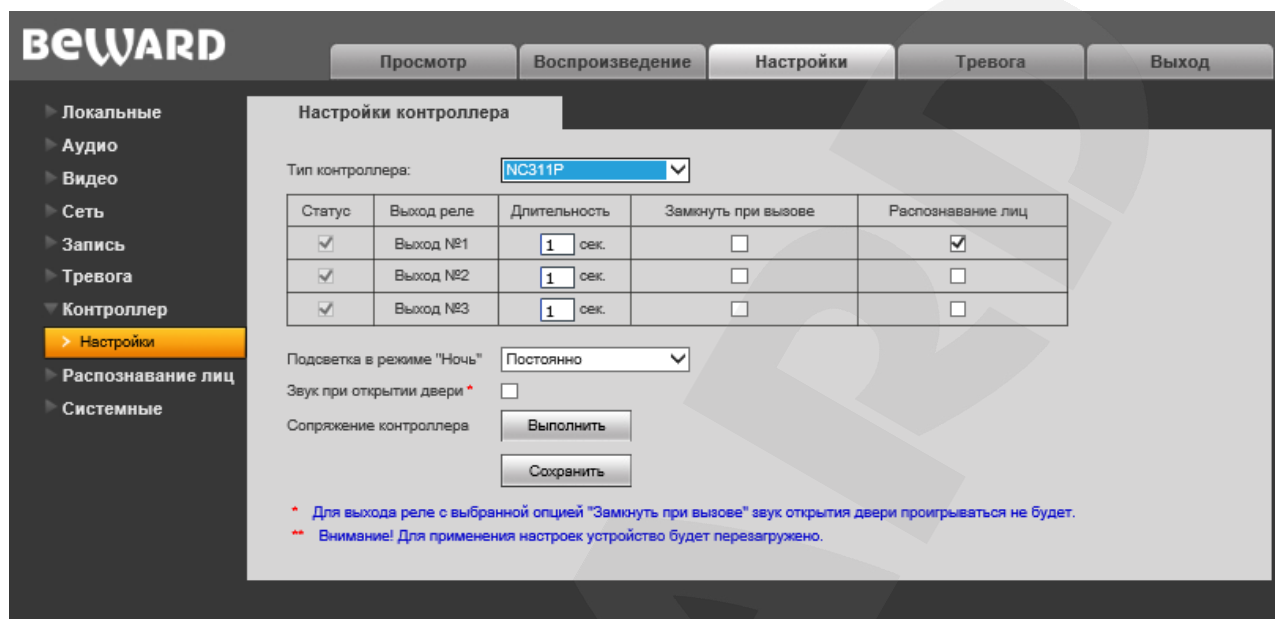 BEWARD
Просмотр Воспроизведение Настройки Тревога Выход
Локальные
Аудио
Видео
Сеть
Запись
Тревога
Контроллер
Настройки
Распознавание лиц
Системные
Настройки контроллера
Тип контроллера: NC311P
Статус Выход реле Длительность Замкнуть при вызове Распознавание лиц
Выход №1 1 сек.
Выход №2 1 сек.
Выход №3 1 сек.
Подсветка в режиме "Ночь" Постоянно
Звук при открытии двери *
Сопряжение контроллера Выполнить
Сохранить
* Для выхода реле с выбранной опцией "Замкнуть при вызове" звук открытия двери проигрываться не будет.
** Внимание! Для применения настроек устройство будет перезагружено.